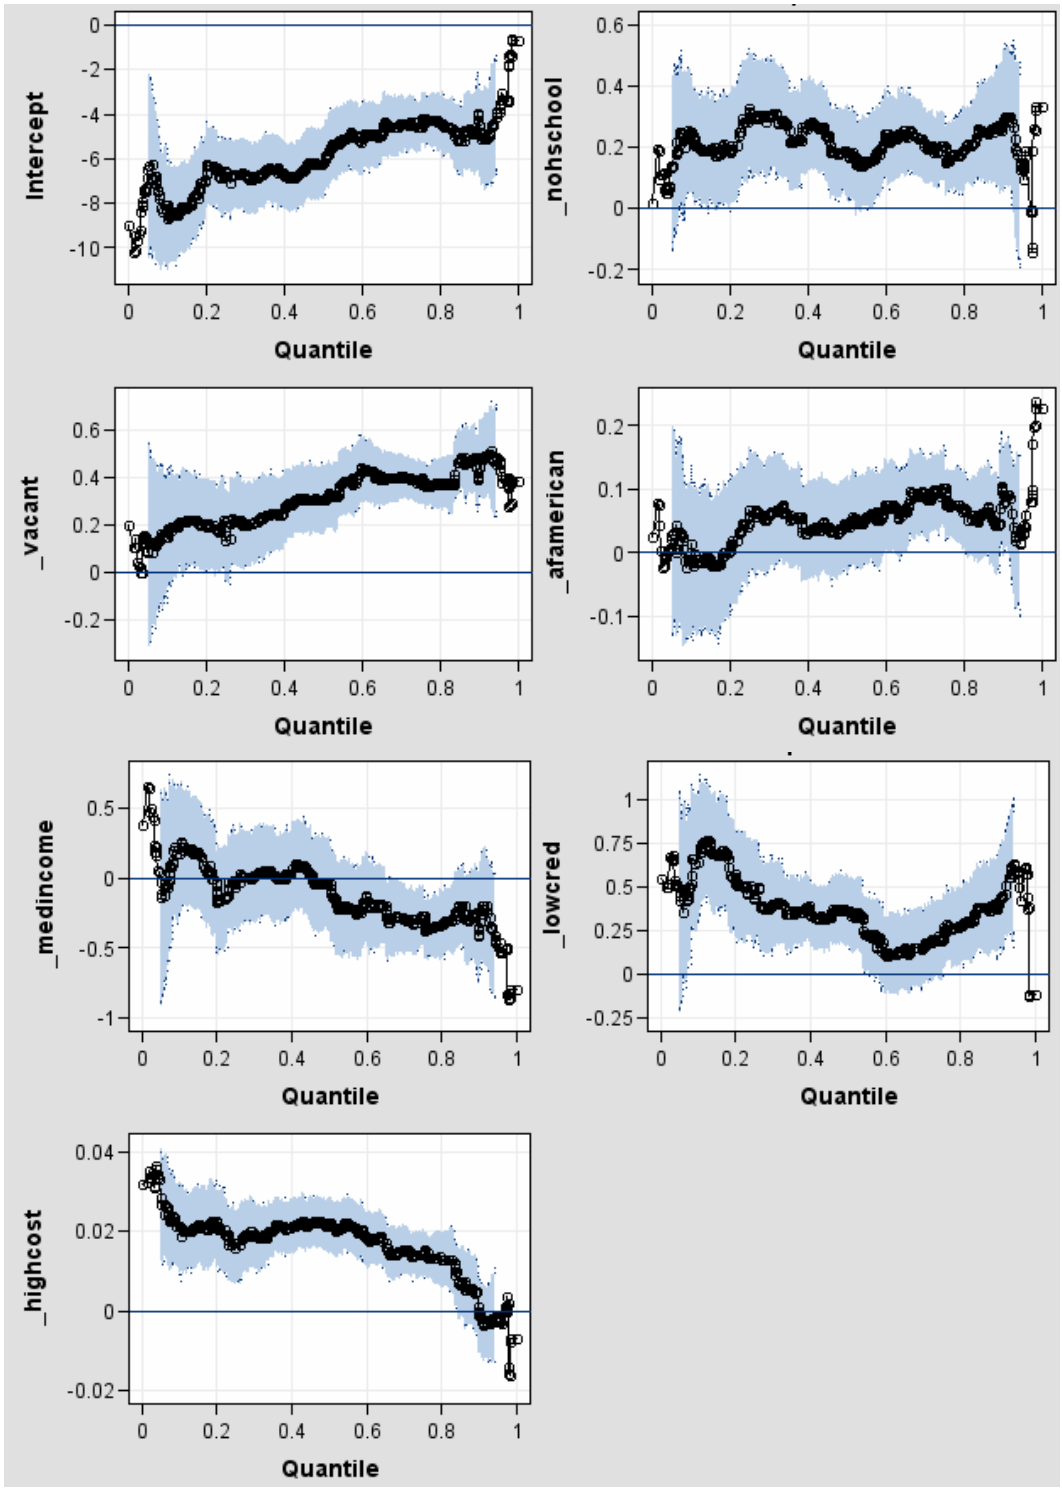 Intercept
0
-2
-4
-6
-8
-10
0 0.2 0.4 0.6 0.8 1
Quantile
_nohschool
0.6
0.4
0.2
0
-0.2
0 0.2 0.4 0.6 0.8 1
Quantile
_vacant
0.6
0.4
0.2
0
-0.2
0 0.2 0.4 0.6 0.8 1
Quantile
_afamerican
0.2
0.1
0
-0.1
0 0.2 0.4 0.6 0.8 1
Quantile
_medincome
0.5
0
-0.5
-1
0 0.2 0.4 0.6 0.8 1
Quantile
_lowcred
1
0.75
0.5
0.25
0
-0.25
0 0.2 0.4 0.6 0.8 1
Quantile
_highcost
0.04
0.02
0
-0.02
0 0.2 0.4 0.6 0.8 1
Quantile